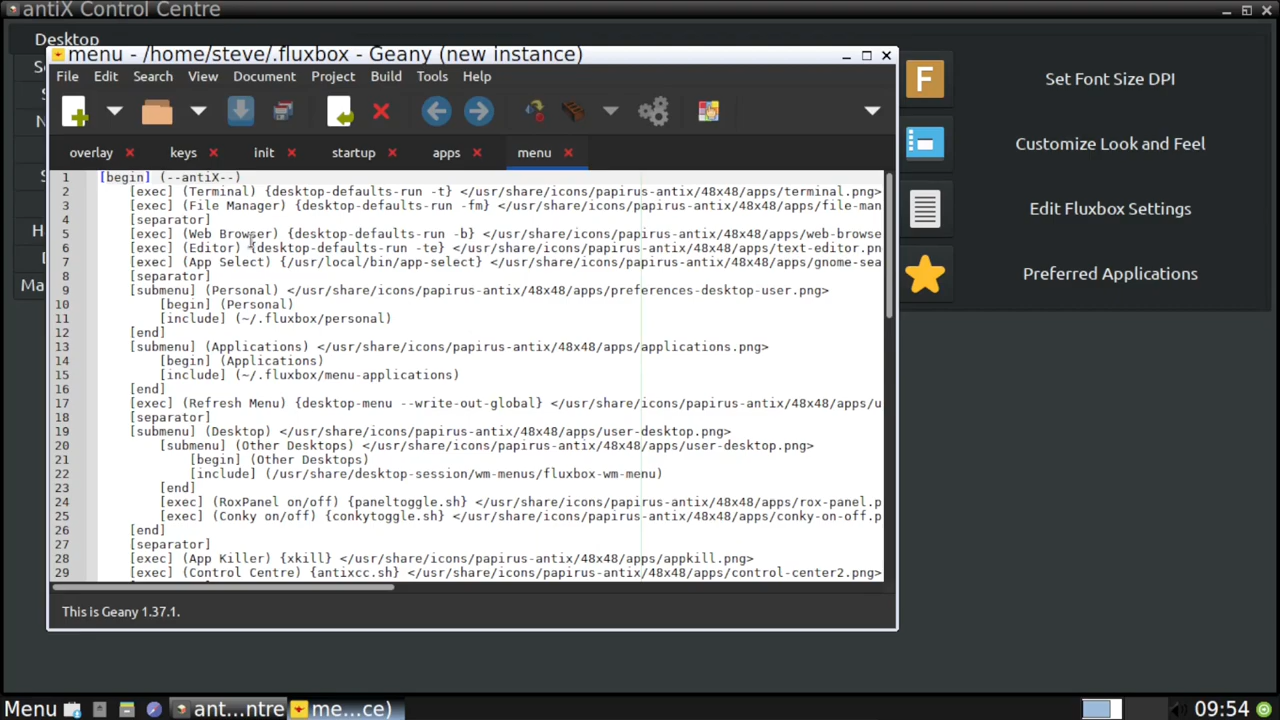 antiX Control Centre
Desktop
menu - /home/steve/.fluxbox - Geany (new instance)
File Edit Search View Document Project Build Tools Help
F Set Font Size DPI
Customize Look and Feel
Edit Fluxbox Settings
Preferred Applications
overlay keys init startup apps menu
1 [begin] (--antiX--)
2 [exec] (Terminal) {desktop-defaults-run -t} </usr/share/icons/papirus-antix/48x48/apps/terminal.png>
3 [exec] (File Manager) {desktop-defaults-run -fm} </usr/share/icons/papirus-antix/48x48/apps/file-man
4 [separator]
5 [exec] (Web Browser) {desktop-defaults-run -b} </usr/share/icons/papirus-antix/48x48/apps/web-browse
6 [exec] (Editor) {desktop-defaults-run -te} </usr/share/icons/papirus-antix/48x48/apps/text-editor.pn
7 [exec] (App Select) {/usr/local/bin/app-select} </usr/share/icons/papirus-antix/48x48/apps/gnome-sea
8 [separator]
9 [submenu] (Personal) </usr/share/icons/papirus-antix/48x48/apps/preferences-desktop-user.png>
10 [begin] (Personal)
11 [include] (~/.fluxbox/personal)
12 [end]
13 [submenu] (Applications) </usr/share/icons/papirus-antix/48x48/apps/applications.png>
14 [begin] (Applications)
15 [include] (~/.fluxbox/menu-applications)
16 [end]
17 [exec] (Refresh Menu) {desktop-menu --write-out-global} </usr/share/icons/papirus-antix/48x48/apps/u
18 [separator]
19 [submenu] (Desktop) </usr/share/icons/papirus-antix/48x48/apps/user-desktop.png>
20 [submenu] (Other Desktops) </usr/share/icons/papirus-antix/48x48/apps/user-desktop.png>
21 [begin] (Other Desktops)
22 [include] (/usr/share/desktop-session/wm-menus/fluxbox-wm-menu)
23 [end]
24 [exec] (RoxPanel on/off) {paneltoggle.sh} </usr/share/icons/papirus-antix/48x48/apps/rox-panel.p
25 [exec] (Conky on/off) {conkytoggle.sh} </usr/share/icons/papirus-antix/48x48/apps/conky-on-off.p
26 [end]
27 [separator]
28 [exec] (App Killer) {xkill} </usr/share/icons/papirus-antix/48x48/apps/appkill.png>
29 [exec] (Control Centre) {antixcc.sh} </usr/share/icons/papirus-antix/48x48/apps/control-center2.png>
This is Geany 1.37.1.
Ma
Menu ant...ntre me...ce) 09:54